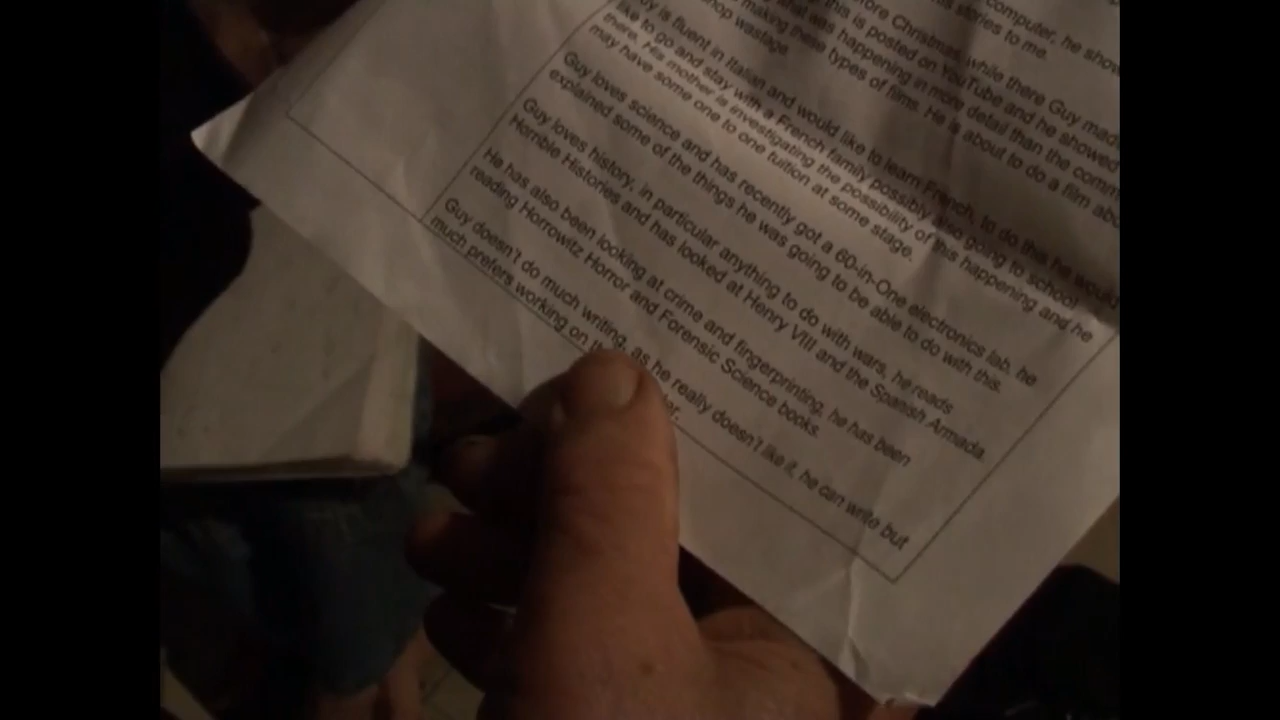 computer, he show
s stories to me.
fore Christmas while there Guy made
this is posted on YouTube and he showed
what was happening in more detail than the comm
making these types of films. He is about to do a film abo
hop wastage.
is fluent in Italian and would like to learn French, to do this he would
like to go and stay with a French family possibly also going to school
there. His mother is investigating the possibility of this happening and he
may have some one to one tuition at some stage.
Guy loves science and has recently got a 60-in-One electronics lab, he
explained some of the things he was going to be able to do with this.
Guy loves history, in particular anything to do with wars, he reads
Horrible Histories and has looked at Henry VIII and the Spanish Armada.
He has also been looking at crime and fingerprinting, he has been
reading Horrowitz Horror and Forensic Science books.
Guy doesn't do much writing, as he really doesn't like it, he can write but
much prefers working on